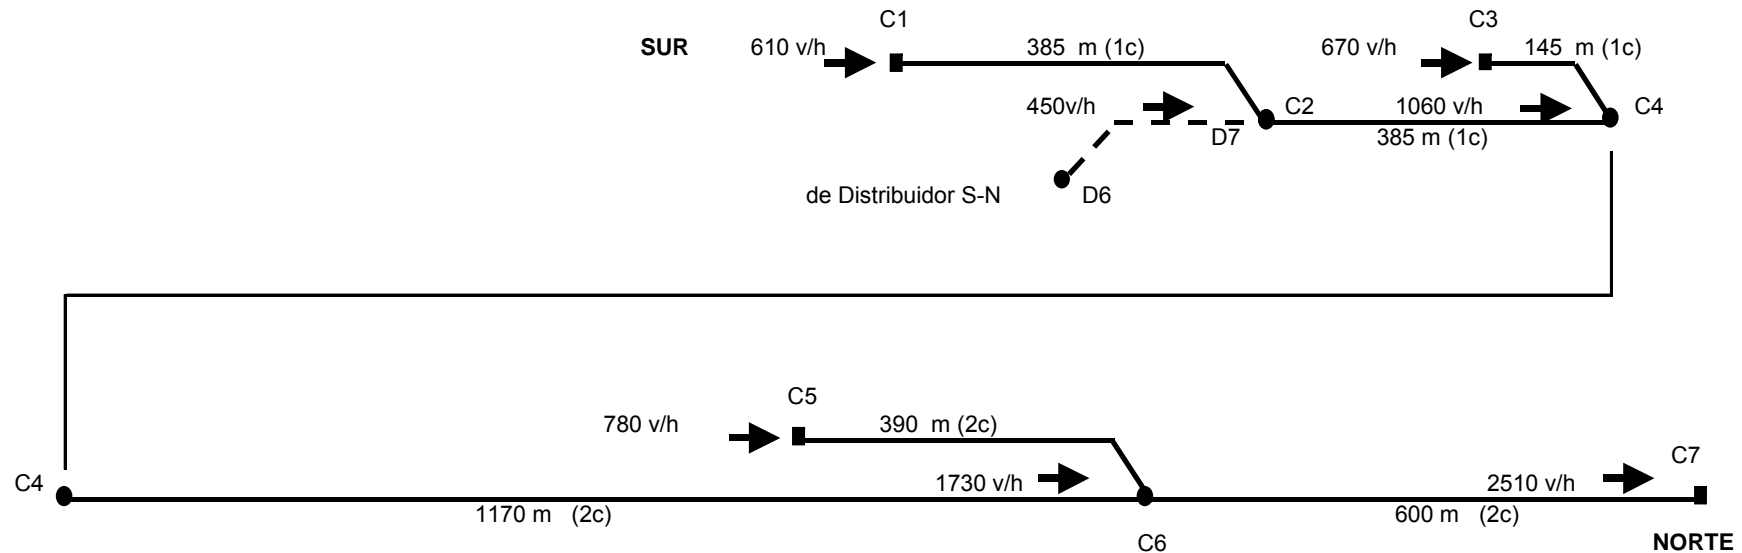 C1
C3
SUR
610 v/h
385 m (1c)
670 v/h
145 m (1c)
450v/h
C2
1060 v/h
C4
D7
385 m (1c)
de Distribuidor S-N
D6
C5
780 v/h
390 m (2c)
C7
C4
1730 v/h
2510 v/h
1170 m (2c)
600 m (2c)
C6
NORTE